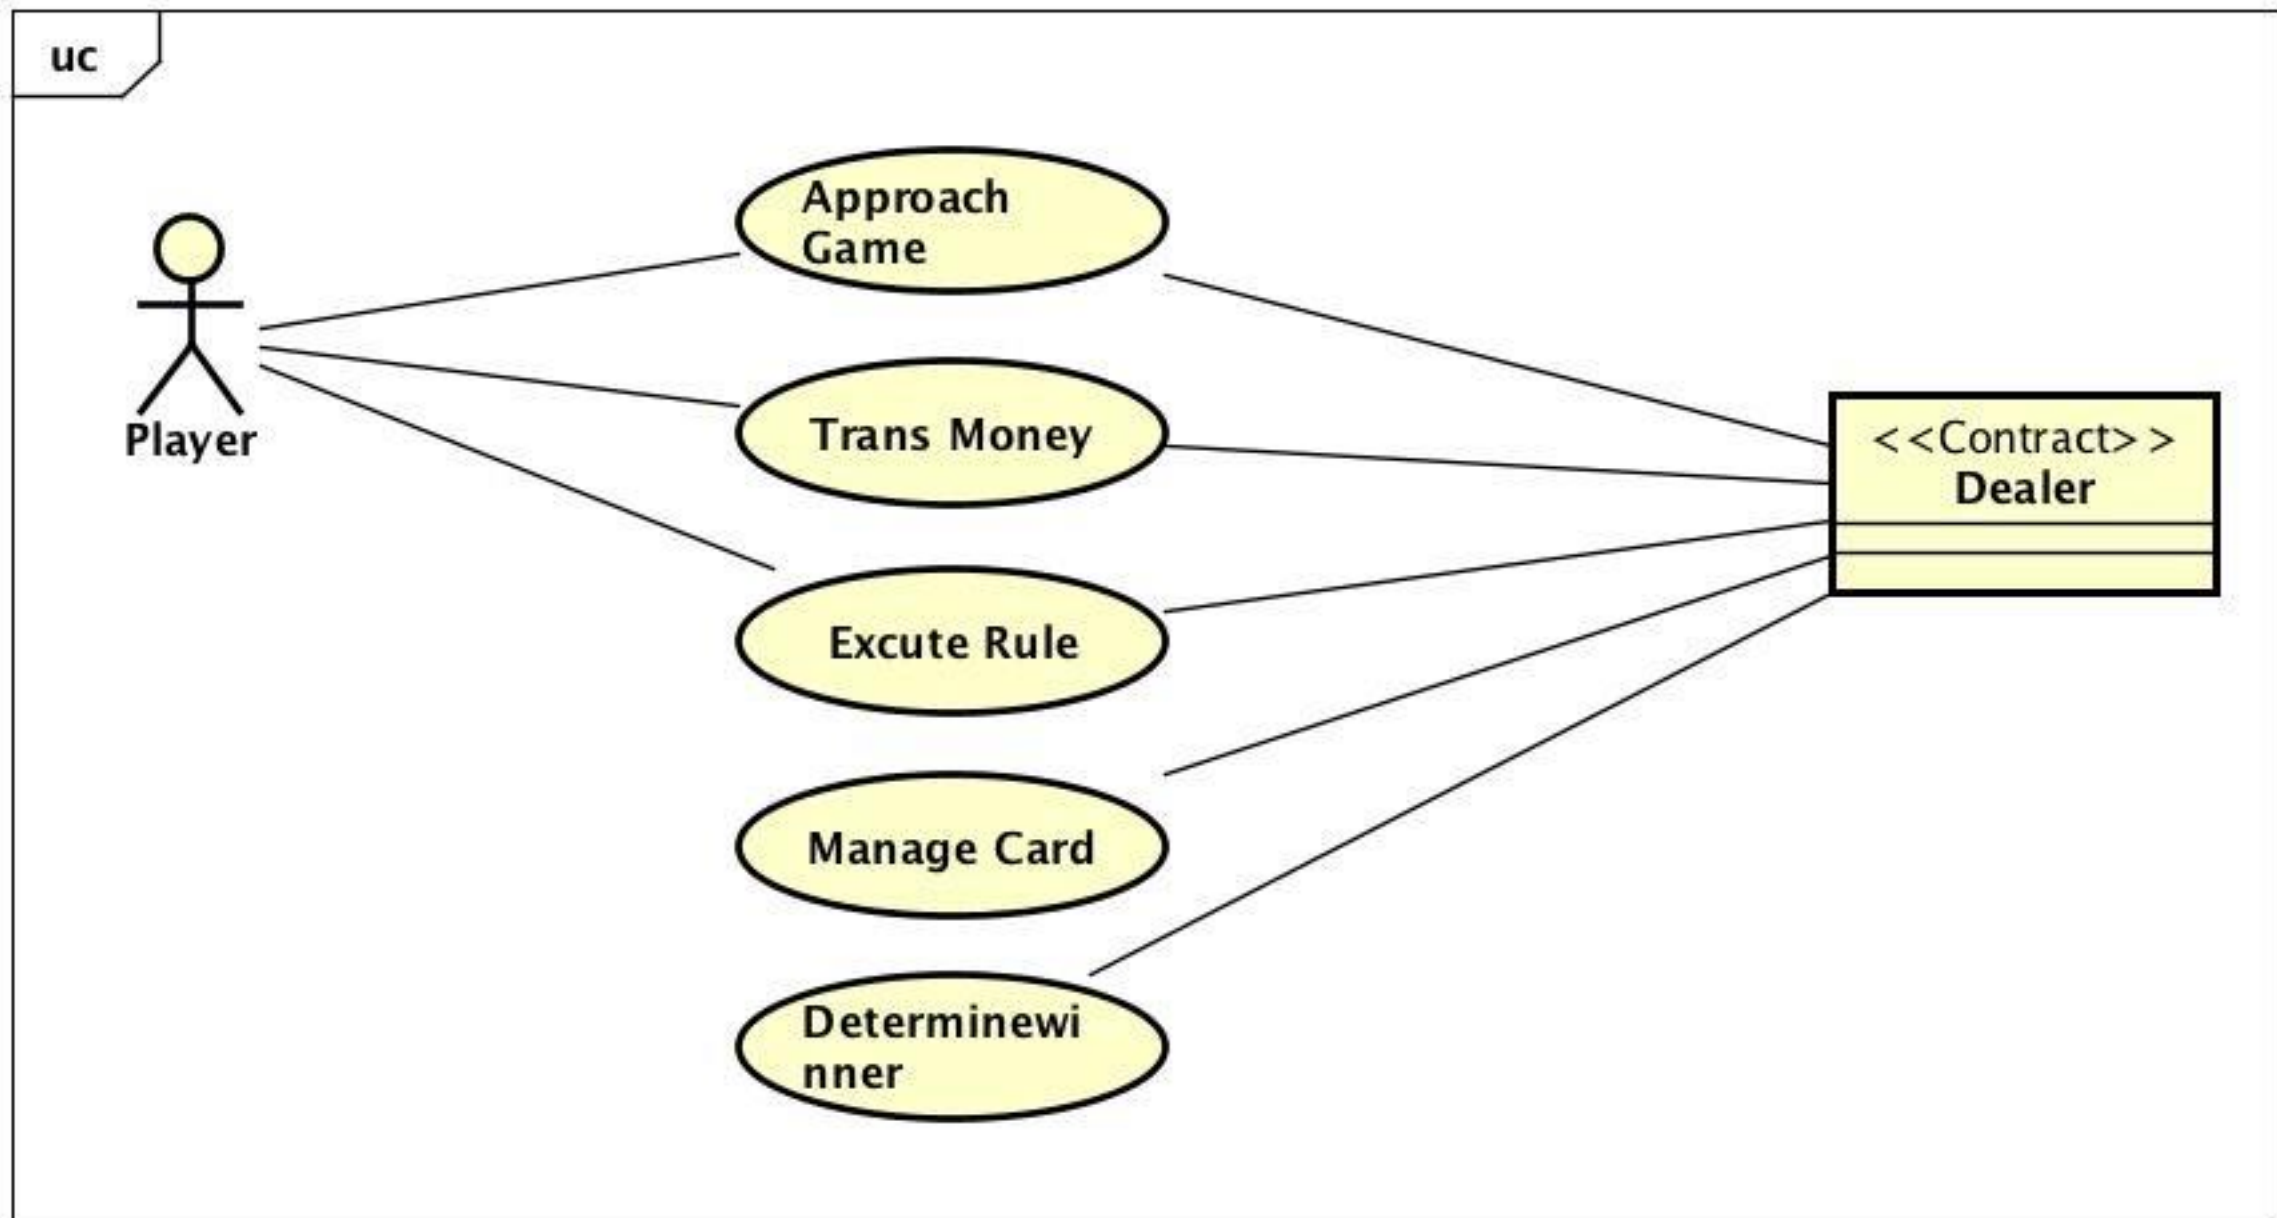 uc
Approach
Game
Player
Trans Money
<<Contract>>
Dealer
Excute Rule
Manage Card
Determinewi
nner